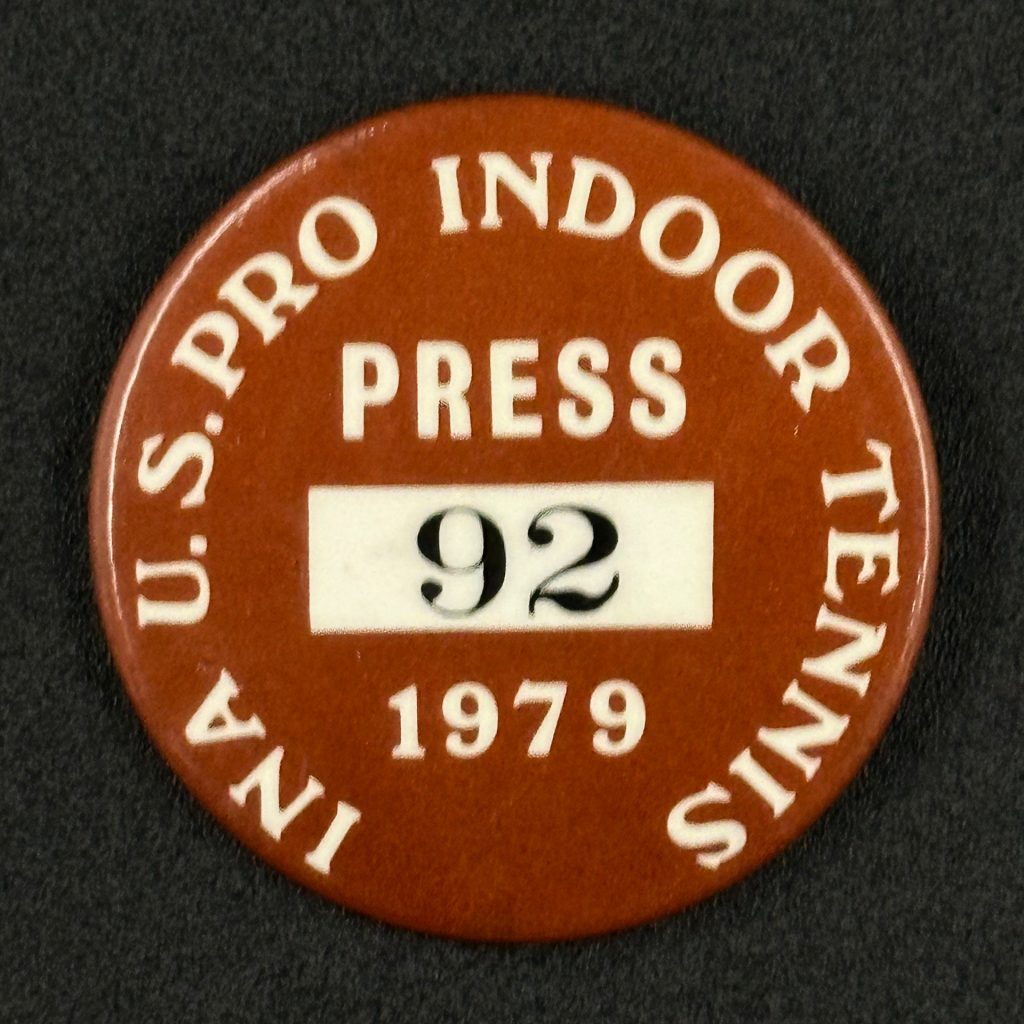 INA U.S. PRO INDOOR TENNIS
PRESS
92
1979